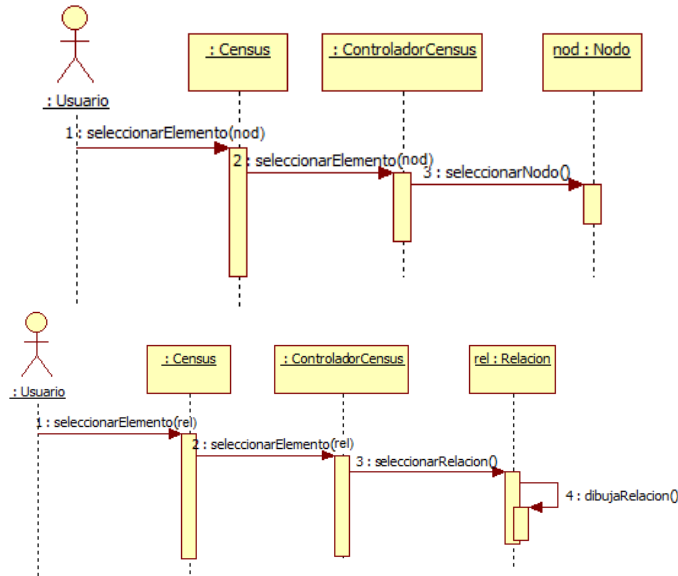 : Census
: ControladorCensus
nod : Nodo
: Usuario
1 : seleccionarElemento(nod)
2 : seleccionarElemento(nod)
3 : seleccionarNodo()
: Census
: ControladorCensus
rel : Relacion
: Usuario
1 : seleccionarElemento(rel)
2 : seleccionarElemento(rel)
3 : seleccionarRelacion()
4 : dibujaRelacion()